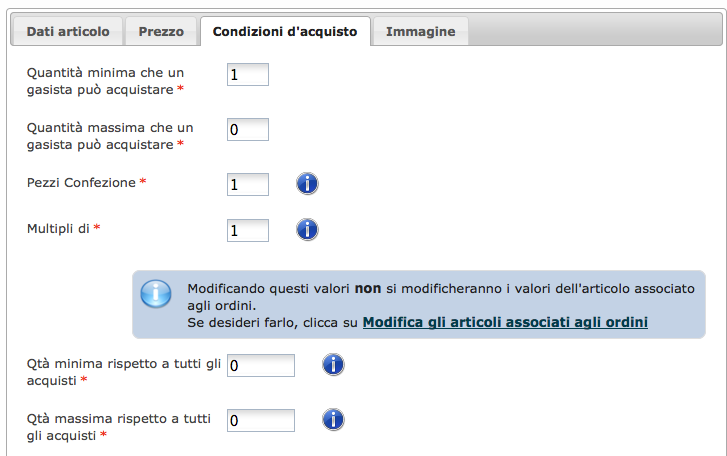 Dati articolo Prezzo Condizioni d'acquisto Immagine
Quantità minima che un
gasista può acquistare *
1
Quantità massima che un
gasista può acquistare *
0
Pezzi Confezione *
1
Multipli di *
1
Modificando questi valori non si modificheranno i valori dell'articolo associato
agli ordini.
Se desideri farlo, clicca su Modifica gli articoli associati agli ordini
Qtà minima rispetto a tutti gli
acquisti *
0
Qtà massima rispetto a tutti
gli acquisti *
0